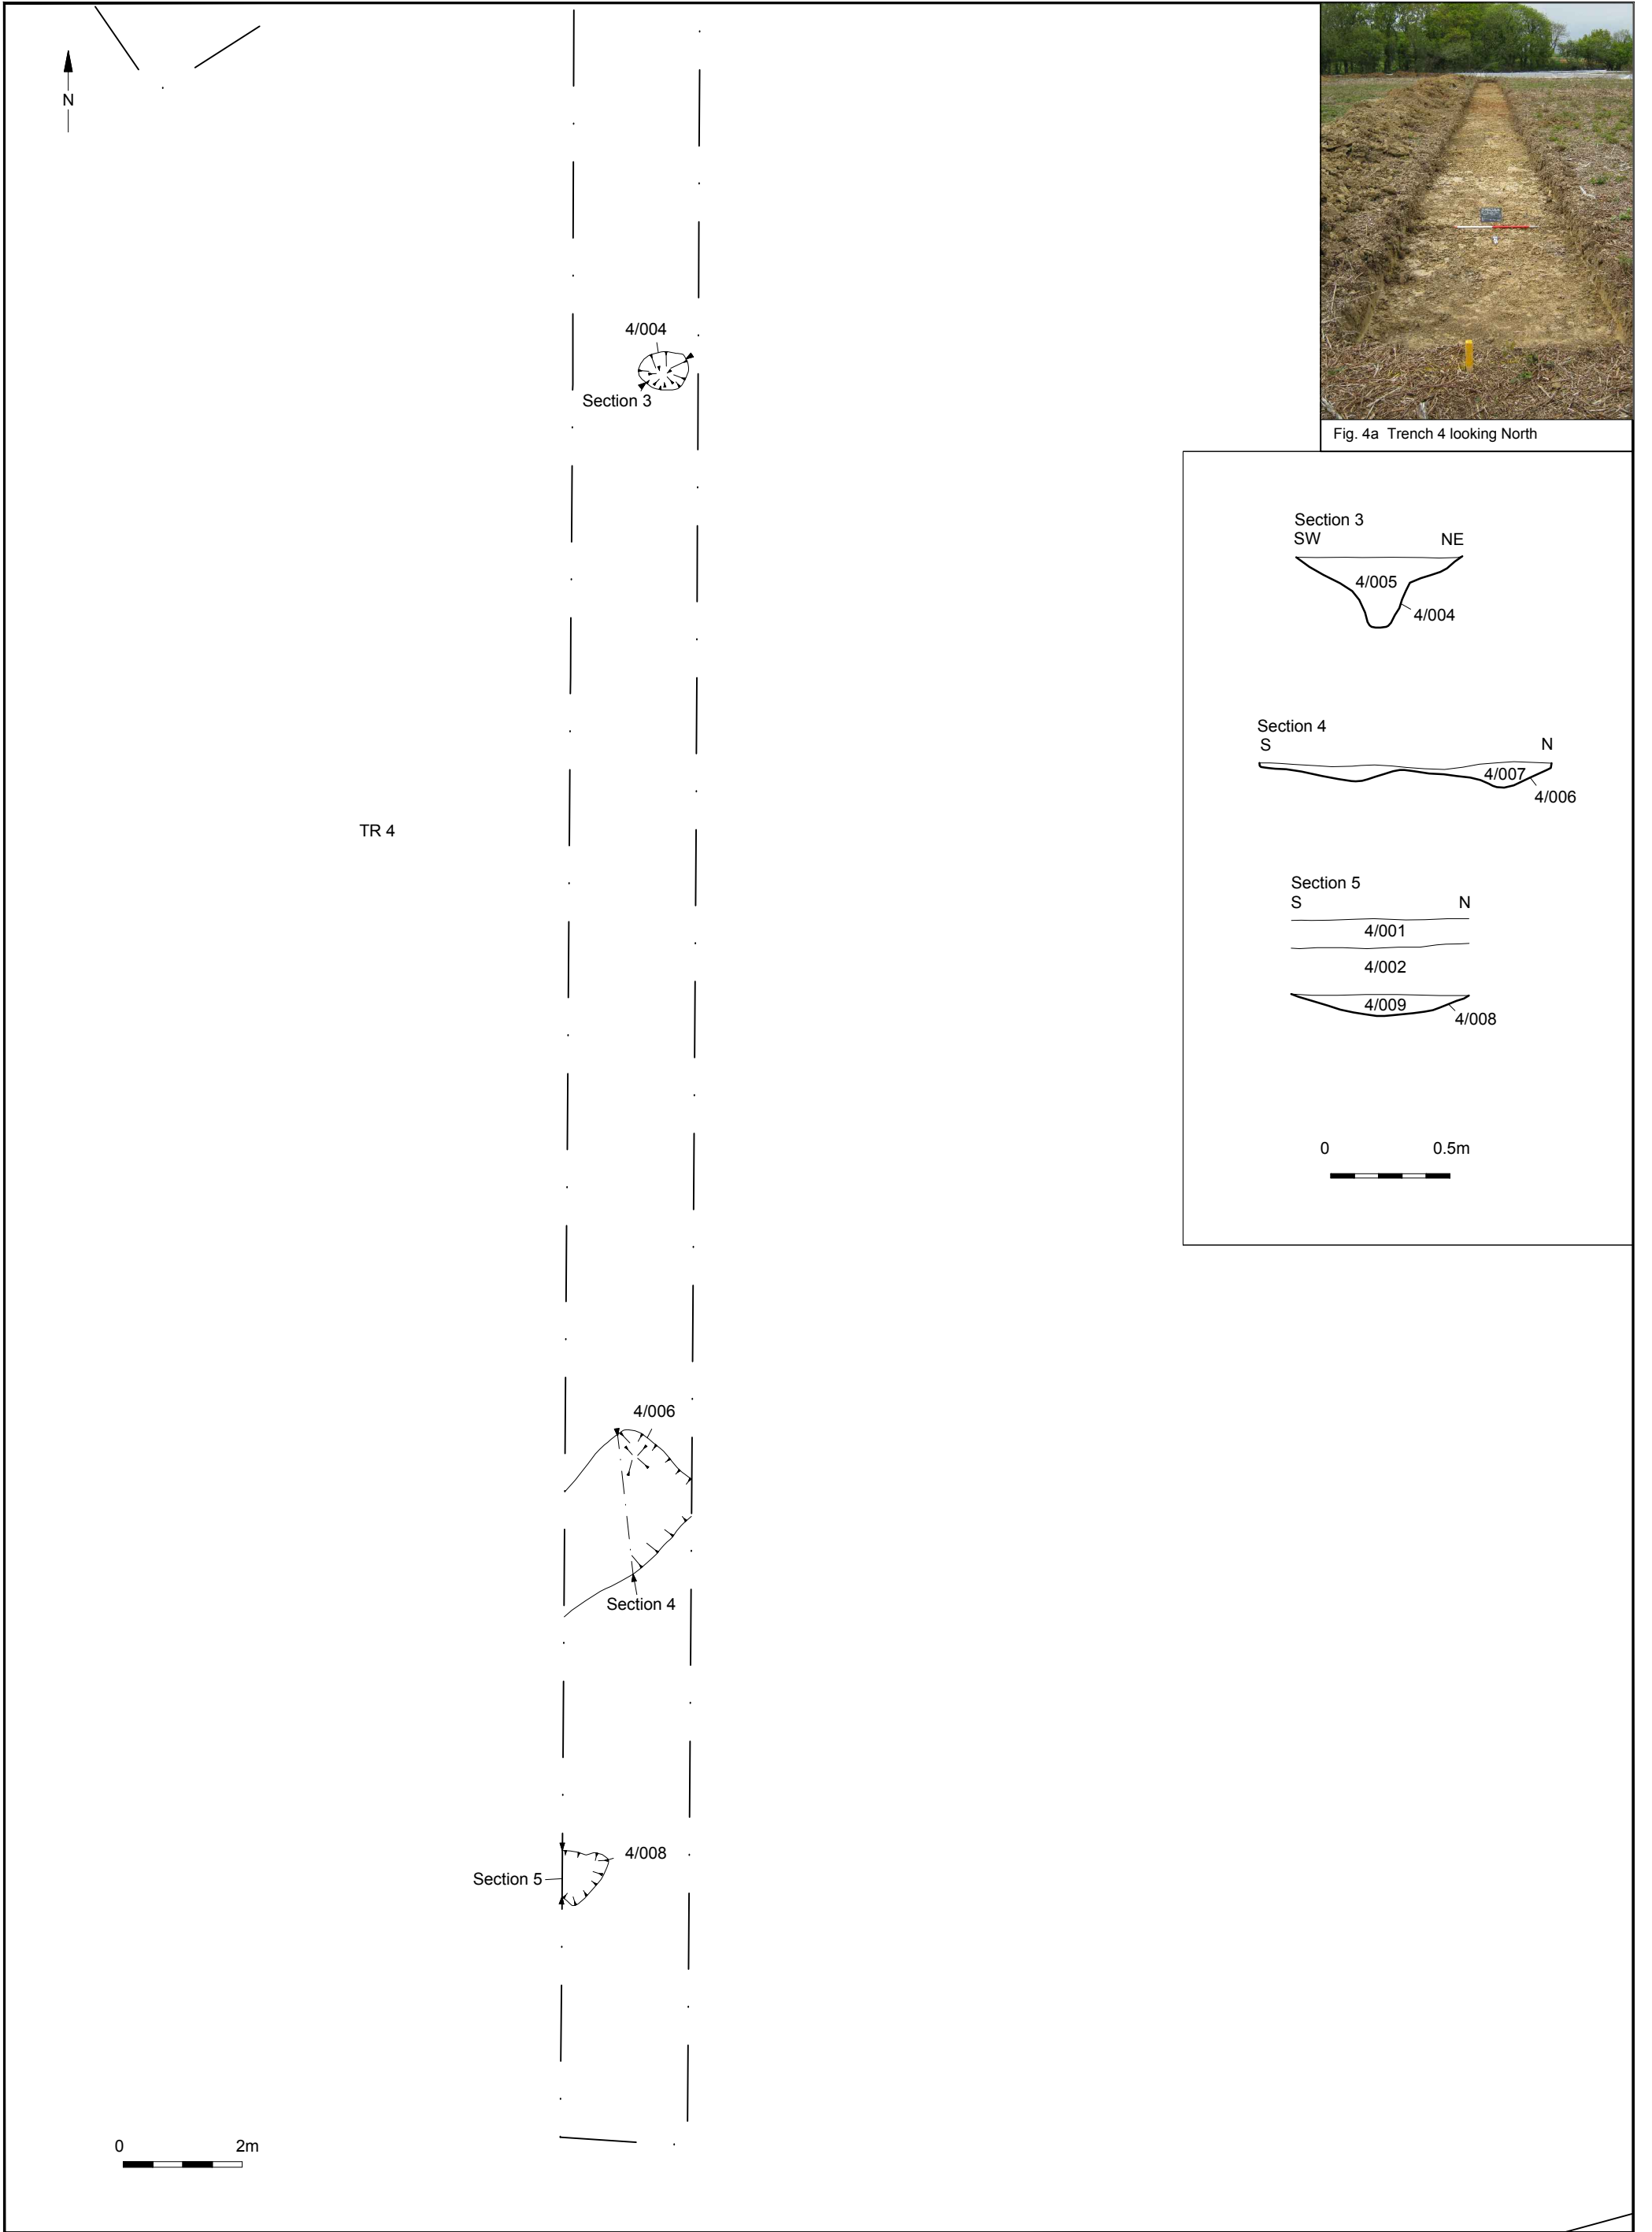 N
4/004
Section 3
TR 4
4/006
Section 4
4/008
Section 5
0 2m
Fig. 4a Trench 4 looking North
Section 3
SW NE
4/005
4/004
Section 4
S N
4/007
4/006
Section 5
S N
4/001
4/002
4/009
4/008
0 0.5m